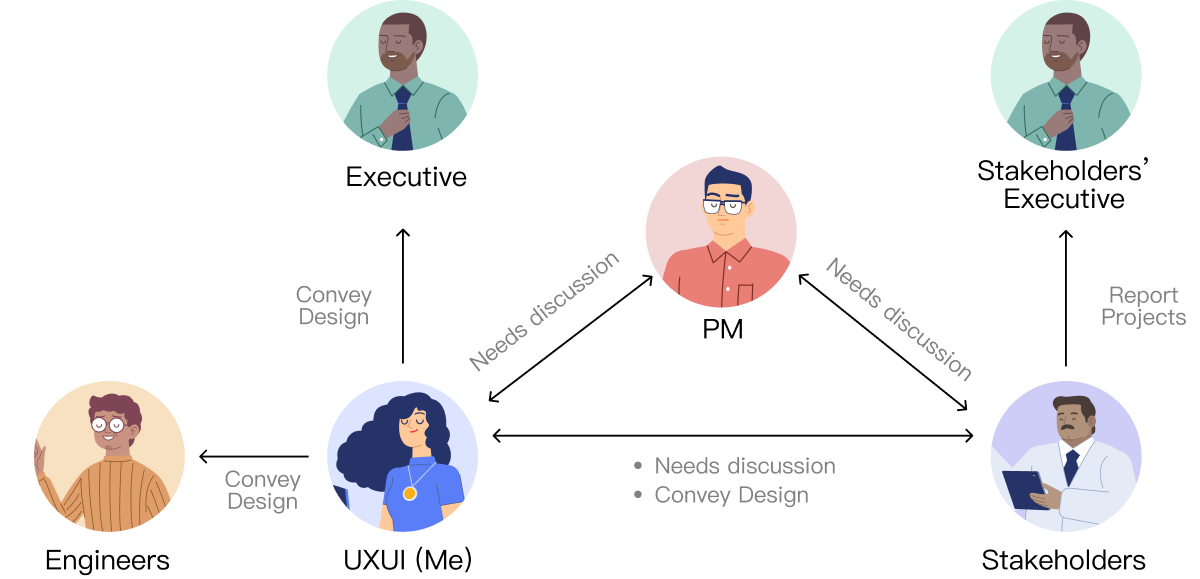 Executive
Stakeholders’
Executive
Needs discussion
Needs discussion
Convey
Design
Report
Projects
PM
Convey
Design
• Needs discussion
• Convey Design
Engineers
UXUI (Me)
Stakeholders